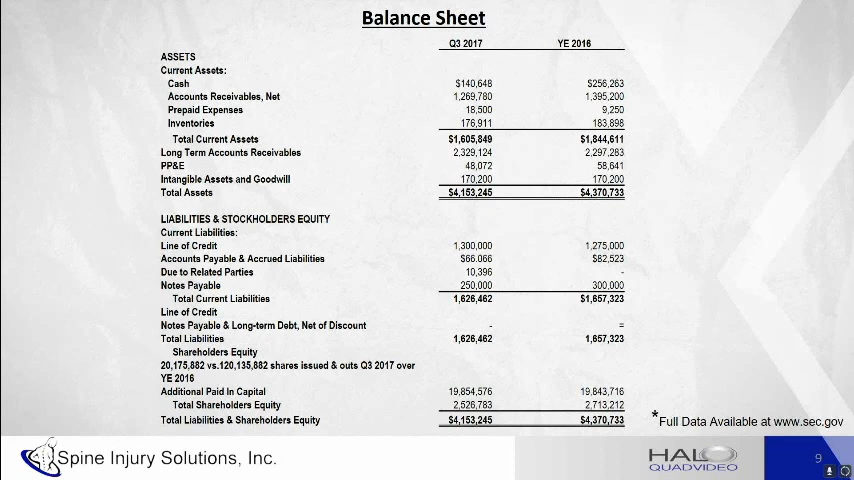 Balance Sheet
Q3 2017 YE 2016
ASSETS
Current Assets:
Cash $140,648 $256,263
Accounts Receivables, Net 1,269,780 1,395,200
Prepaid Expenses 18,500 9,250
Inventories 176,911 183,898
Total Current Assets $1,605,849 $1,844,611
Long Term Accounts Receivables 2,329,124 2,297,283
PP&E 48,072 58,641
Intangible Assets and Goodwill 170,200 170,200
Total Assets $4,153,245 $4,370,733
LIABILITIES & STOCKHOLDERS EQUITY
Current Liabilities:
Line of Credit 1,300,000 1,275,000
Accounts Payable & Accrued Liabilities $66.066 $82,523
Due to Related Parties 10,396 -
Notes Payable 250,000 300,000
Total Current Liabilities 1,626,462 $1,657,323
Line of Credit
Notes Payable & Long-term Debt, Net of Discount - =
Total Liabilities 1,626,462 1,657,323
Shareholders Equity
20,175,882 vs.120,135,882 shares issued & outs Q3 2017 over
YE 2016
Additional Paid In Capital 19,854,576 19,843,716
Total Shareholders Equity 2,526,783 2,713,212
Total Liabilities & Shareholders Equity $4,153,245 $4,370,733
*Full Data Available at www.sec.gov
Spine Injury Solutions, Inc.
HALO
QUADVIDEO
9